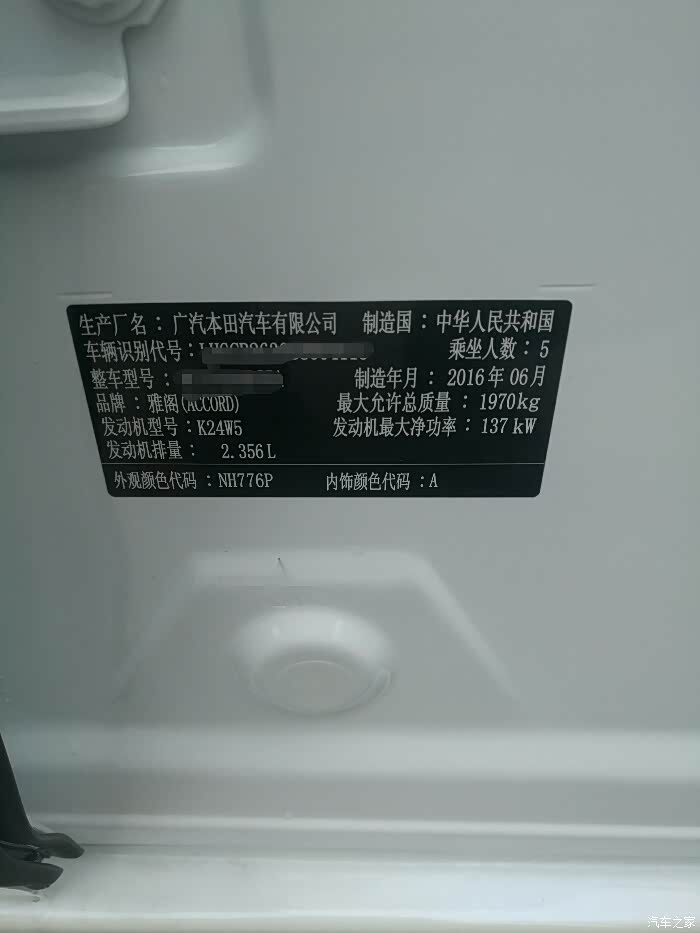 生产厂名：广汽本田汽车有限公司 制造国：中华人民共和国
车辆识别代号： 乘坐人数：5
整车型号： 制造年月：2016年06月
品牌：雅阁(ACCORD) 最大允许总质量：1970kg
发动机型号：K24W5 发动机最大净功率：137kW
发动机排量：2.356L
外观颜色代码：NH776P 内饰颜色代码：A
汽车之家